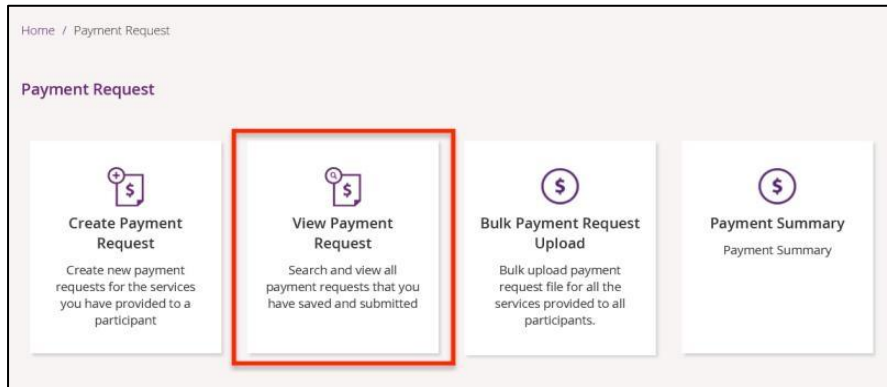 Home / Payment Request
Payment Request
Create Payment
Request
Create new payment
requests for the services
you have provided to a
participant
View Payment
Request
Search and view all
payment requests that you
have saved and submitted
Bulk Payment Request
Upload
Bulk upload payment
request file for all the
services provided to all
participants.
Payment Summary
Payment Summary